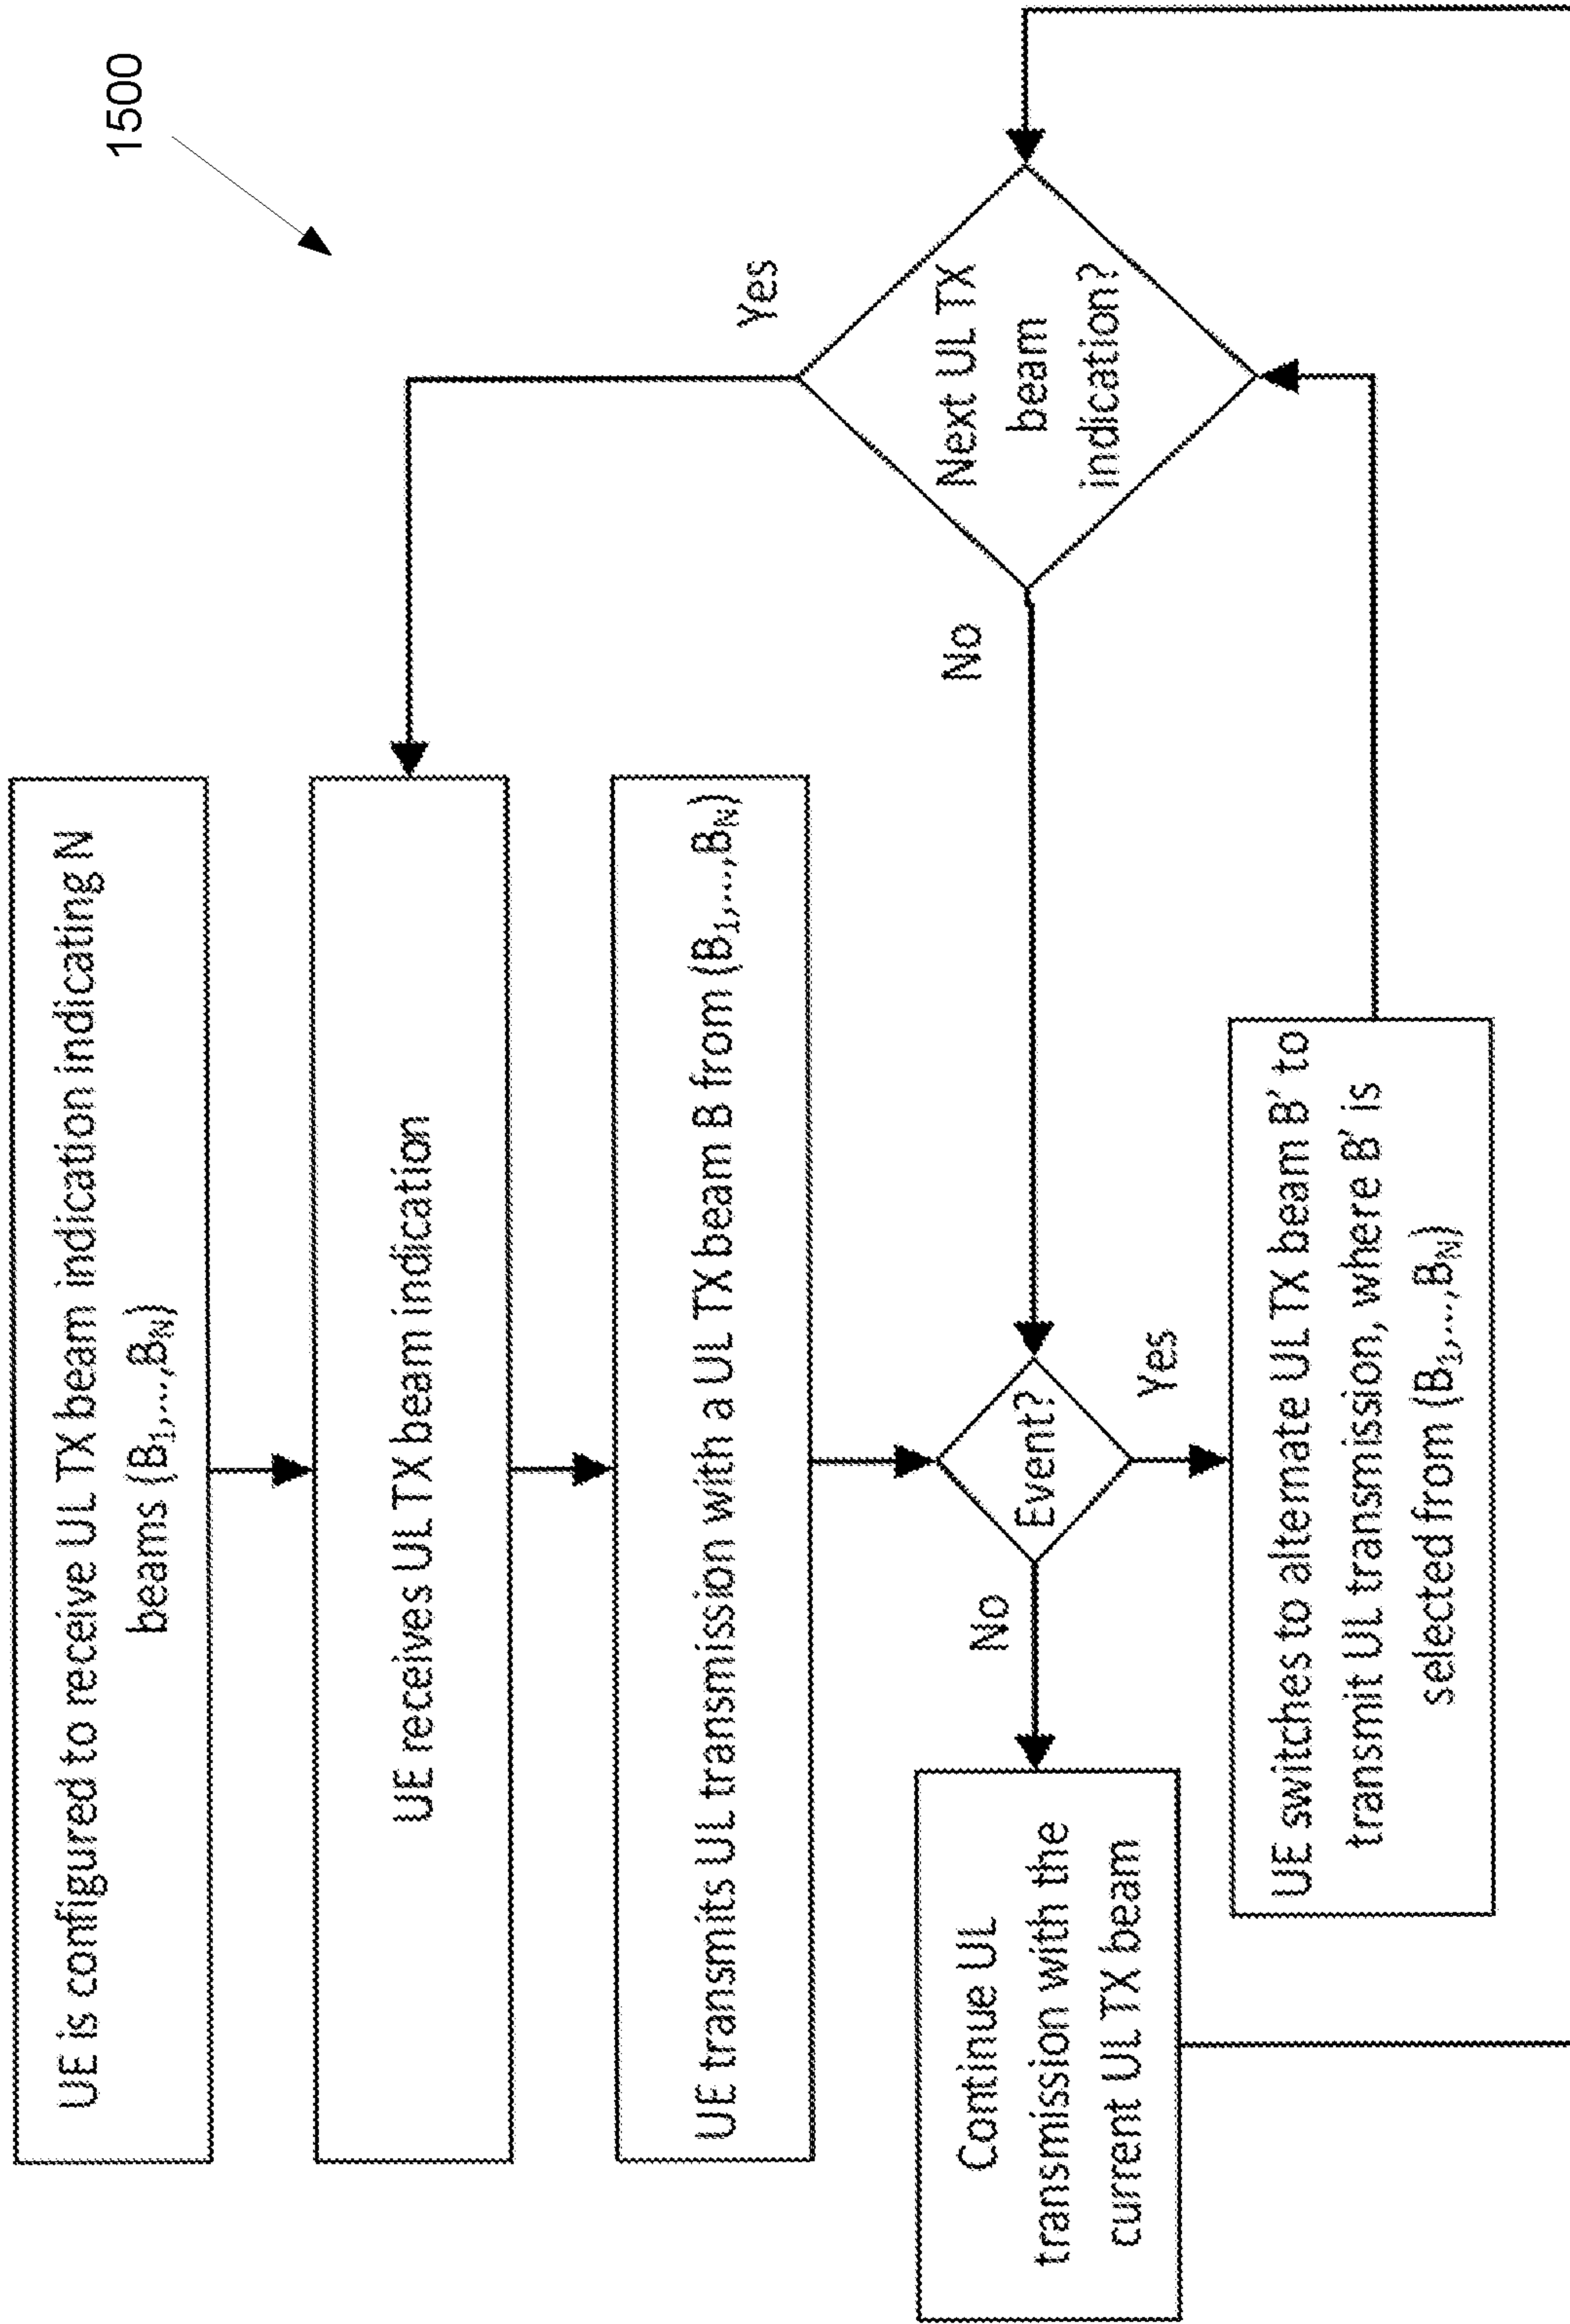 1500
UE is configured to receive UL TX beam indication indicating N
beams (B₁,...,B_N)
UE receives UL TX beam indication
UE transmits UL transmission with a UL TX beam B from (B₁,...,B_N)
Event?
No
Yes
Continue UL
transmission with the
current UL TX beam
UE switches to alternate UL TX beam B' to
transmit UL transmission, where B' is
selected from (B₁,...,B_N)
Next UL TX
beam
indication?
Yes
No